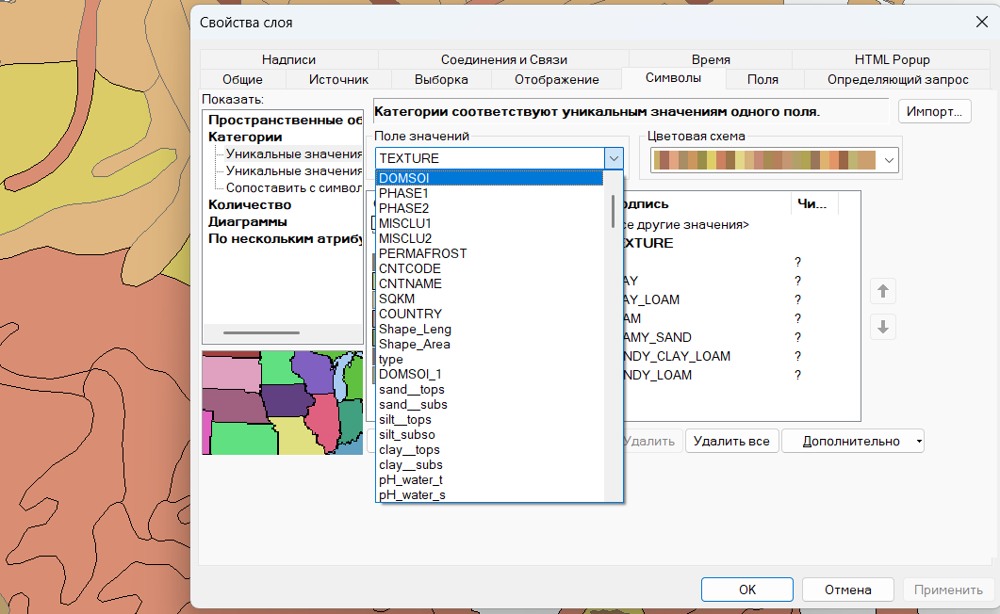 Свойства слоя
Надписи
Соединения и Связи
Время
HTML Popup
Общие
Источник
Выборка
Отображение
Символы
Поля
Определяющий запрос
Показать:
Пространственные об
Категории
Уникальные значения
Уникальные значения
Сопоставить с символ
Количество
Диаграммы
По нескольким атрибу
Категории соответствуют уникальным значениям одного поля.
Импорт...
Поле значений
TEXTURE
Цветовая схема
DOMSOI
PHASE1
PHASE2
MISCLU1
MISCLU2
PERMAFROST
CNTCODE
CNTNAME
SQKM
COUNTRY
Shape_Leng
Shape_Area
type
DOMSOI_1
sand__tops
sand__subs
silt__tops
silt_subso
clay__tops
clay__subs
pH_water_t
pH_water_s
одпись
Чи...
се другие значения>
EXTURE
?
AY ?
AY_LOAM ?
AM ?
AMY_SAND ?
NDY_CLAY_LOAM ?
NDY_LOAM ?
Удалить
Удалить все
Дополнительно
OK
Отмена
Применить